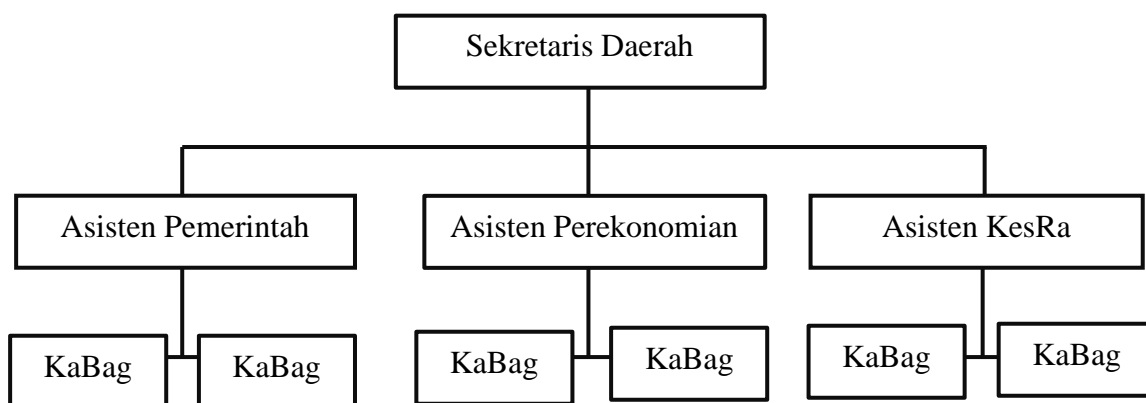 Sekretaris Daerah
Asisten Pemerintah
Asisten Perekonomian
Asisten KesRa
KaBag
KaBag
KaBag
KaBag
KaBag
KaBag